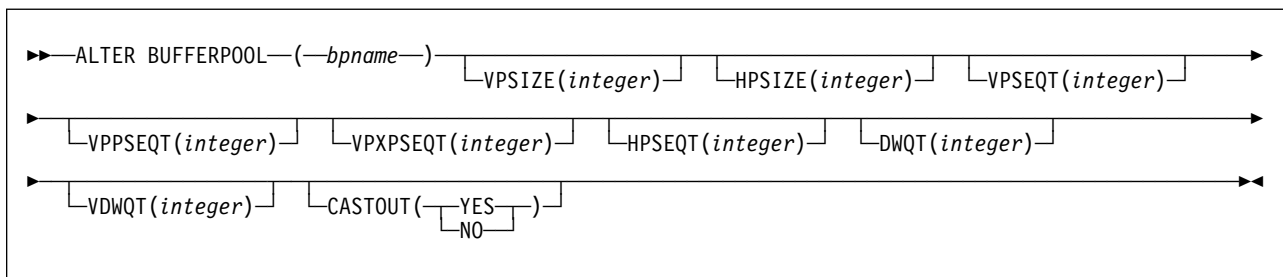 ALTER BUFFERPOOL ( bpname )
VPSIZE(integer) HPSIZE(integer) VPSEQT(integer)
VPPSEQT(integer) VPXPSEQT(integer) HPSEQT(integer) DWQT(integer)
VDWQT(integer) CASTOUT( YES )
NO